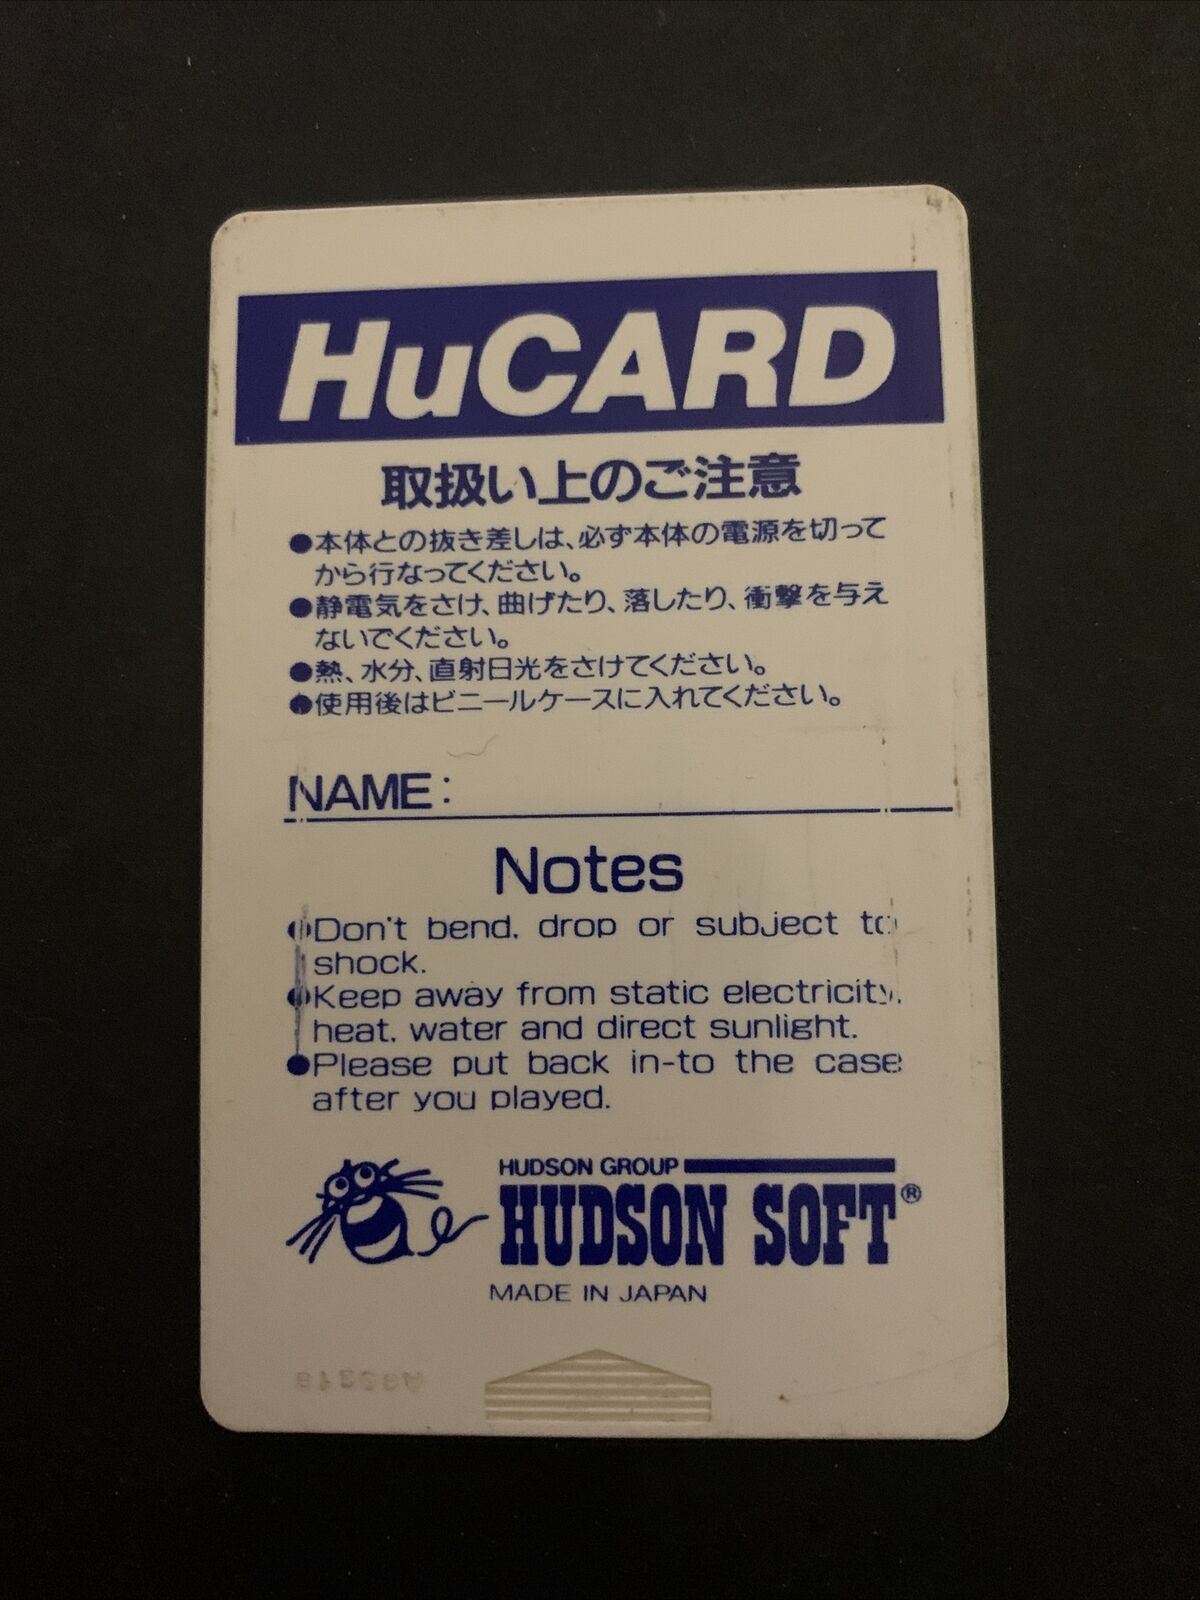 HuCARD
取扱い上のご注意
●本体との抜き差しは、必ず本体の電源を切って
から行なってください。
●静電気をさけ、曲げたり、落したり、衝撃を与え
ないでください。
●熱、水分、直射日光をさけてください。
●使用後はビニールケースに入れてください。
NAME:
Notes
●Don't bend, drop or subject to
shock.
●Keep away from static electricity,
heat, water and direct sunlight.
●Please put back in-to the case
after you played.
HUDSON GROUP
HUDSON SOFT®
MADE IN JAPAN